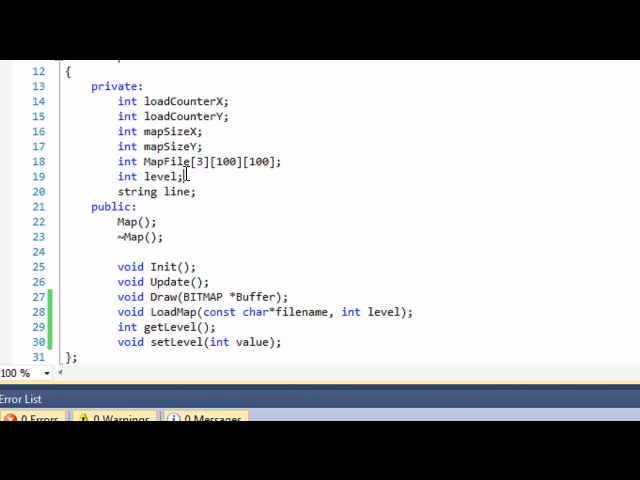 12 {
13 private:
14 int loadCounterX;
15 int loadCounterY;
16 int mapSizeX;
17 int mapSizeY;
18 int MapFile[3][100][100];
19 int level;
20 string line;
21 public:
22 Map();
23 ~Map();
24
25 void Init();
26 void Update();
27 void Draw(BITMAP *Buffer);
28 void LoadMap(const char*filename, int level);
29 int getLevel();
30 void setLevel(int value);
31 };
100 %
Error List
0 Errors 0 Warnings 0 Messages